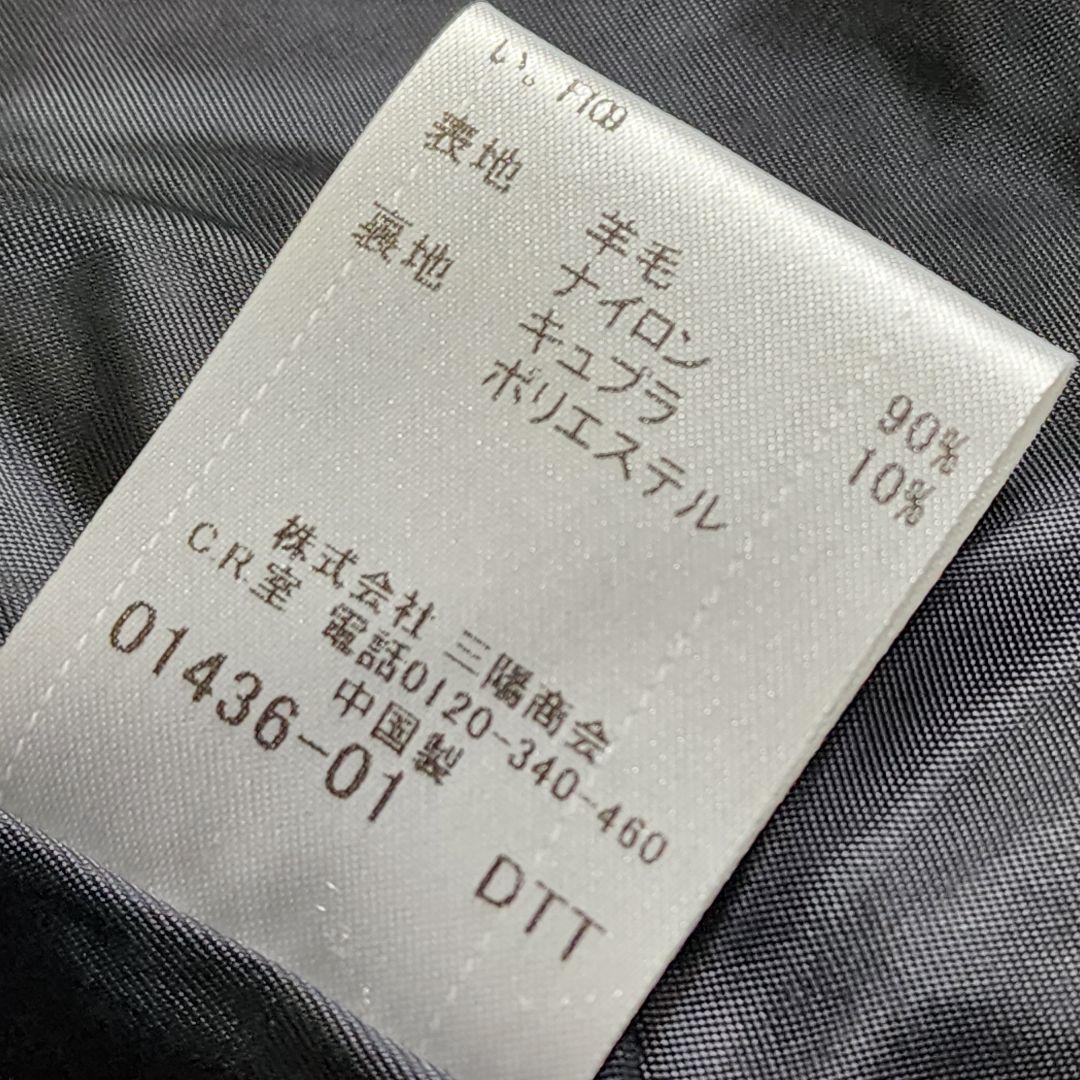 い。 F709
表地 羊毛 90%
ナイロン 10%
裏地 キュプラ
ポリエステル
株式会社 三陽商会
C.R.室 電話0120-340-460
中国製
01436-01 DTT